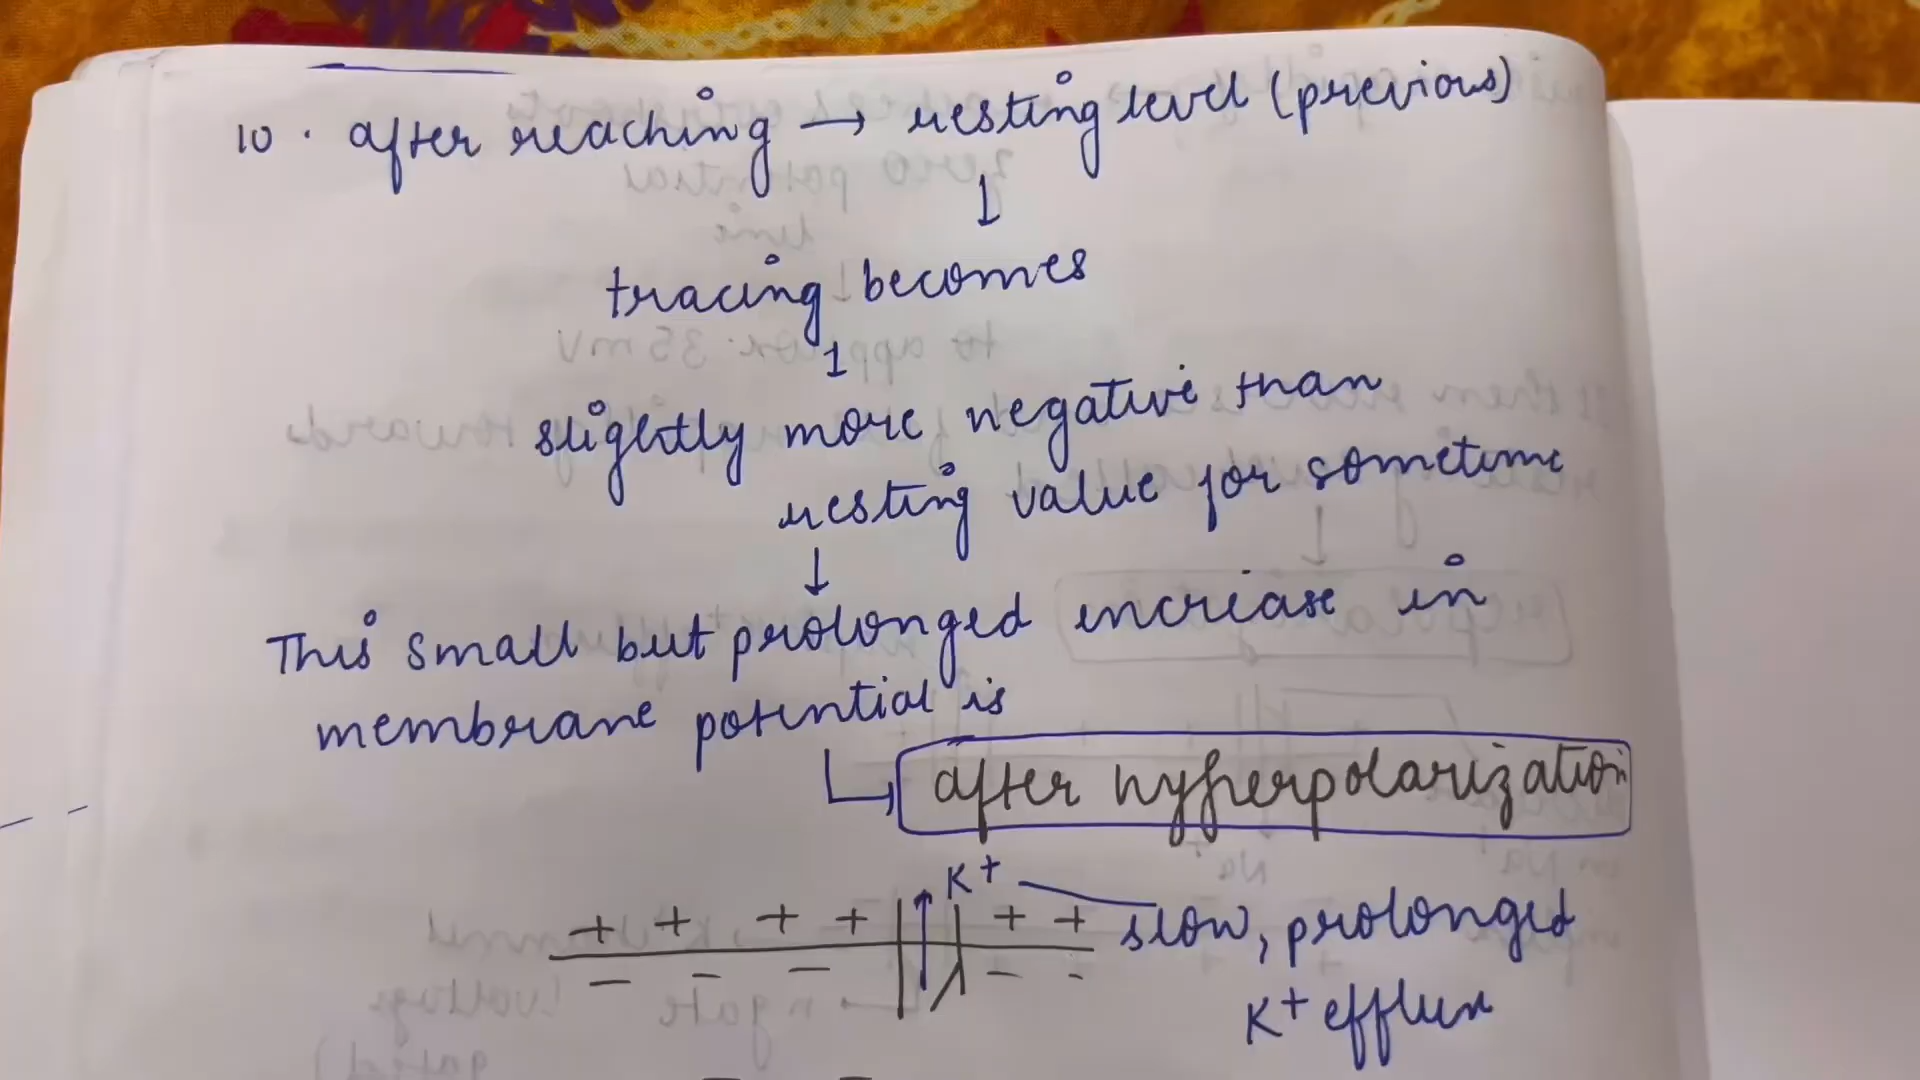 10. after reaching → resting level (previous)
↓
tracing becomes
↓
slightly more negative than
resting value for sometime
↓
This small but prolonged increase in
membrane potential is
after hyperpolarization
K+
+ + + + + +
slow, prolonged
- - - - -
K+ efflux